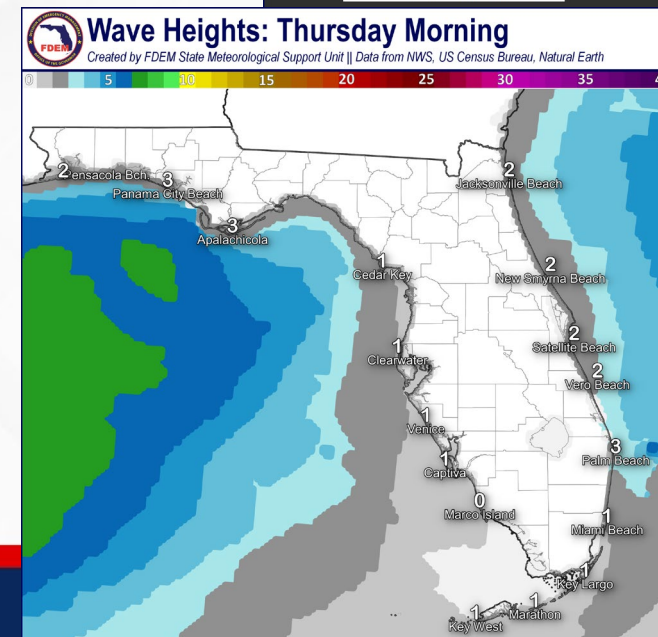 FDEM
Wave Heights: Thursday Morning
Created by FDEM State Meteorological Support Unit || Data from NWS, US Census Bureau, Natural Earth
0 5 10 15 20 25 30 35 4
2 Pensacola Bch.
3
Panama City Beach
3
Apalachicola
2
Jacksonville Beach
1
Cedar Key
2
New Smyrna Beach
1
Clearwater
2
Satellite Beach
2
Vero Beach
1
Venice
1
Captiva
3
Palm Beach
0
Marco Island
1
Miami Beach
1
Key Largo
1
Marathon
1
Key West